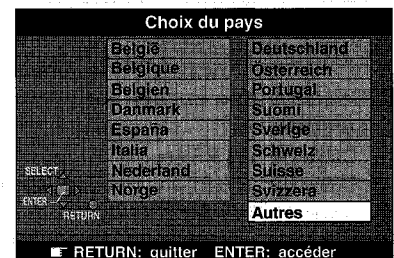 Choix du pays
België
Belgique
Belgien
Danmark
España
Italia
Nederland
Norge
Deutschland
Österreich
Portugal
Suomi
Sverige
Schweiz
Suisse
Svizzera
Autres
SELECT
ENTER
RETURN
RETURN: quitter ENTER: accéder